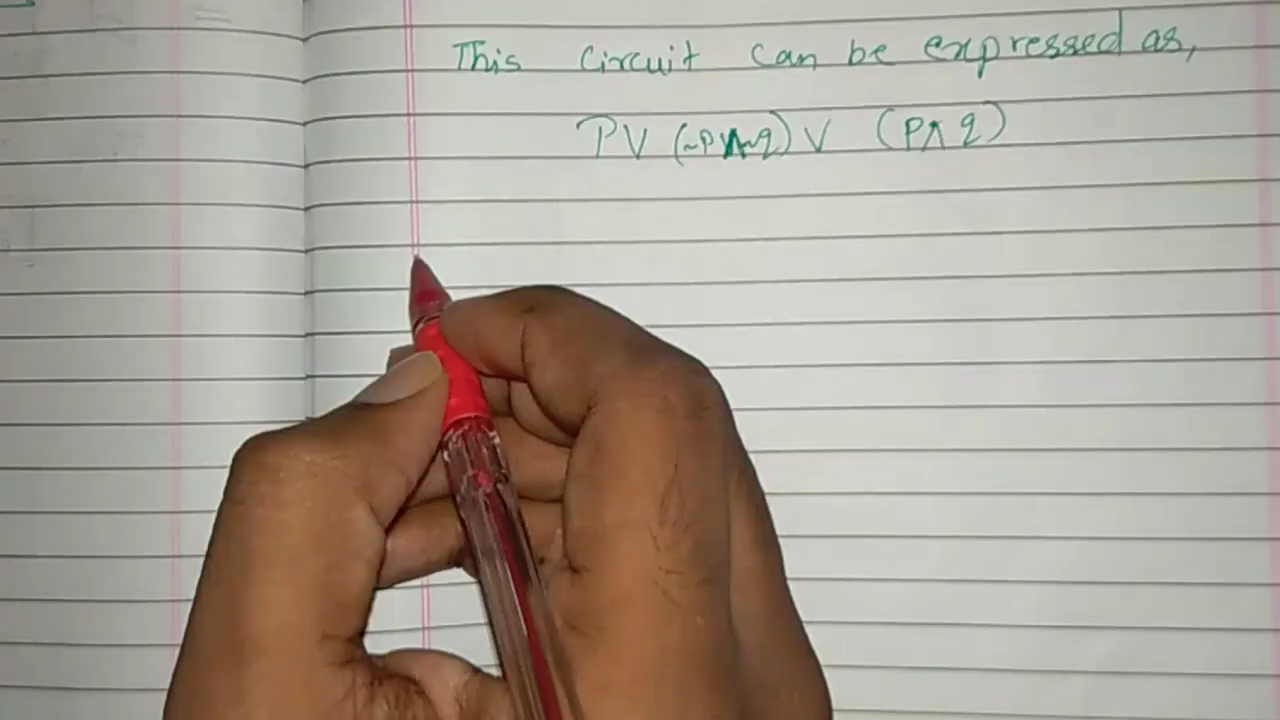 This Circuit can be expressed as,
P V (~P ∧ ~q) V (P ∧ q)